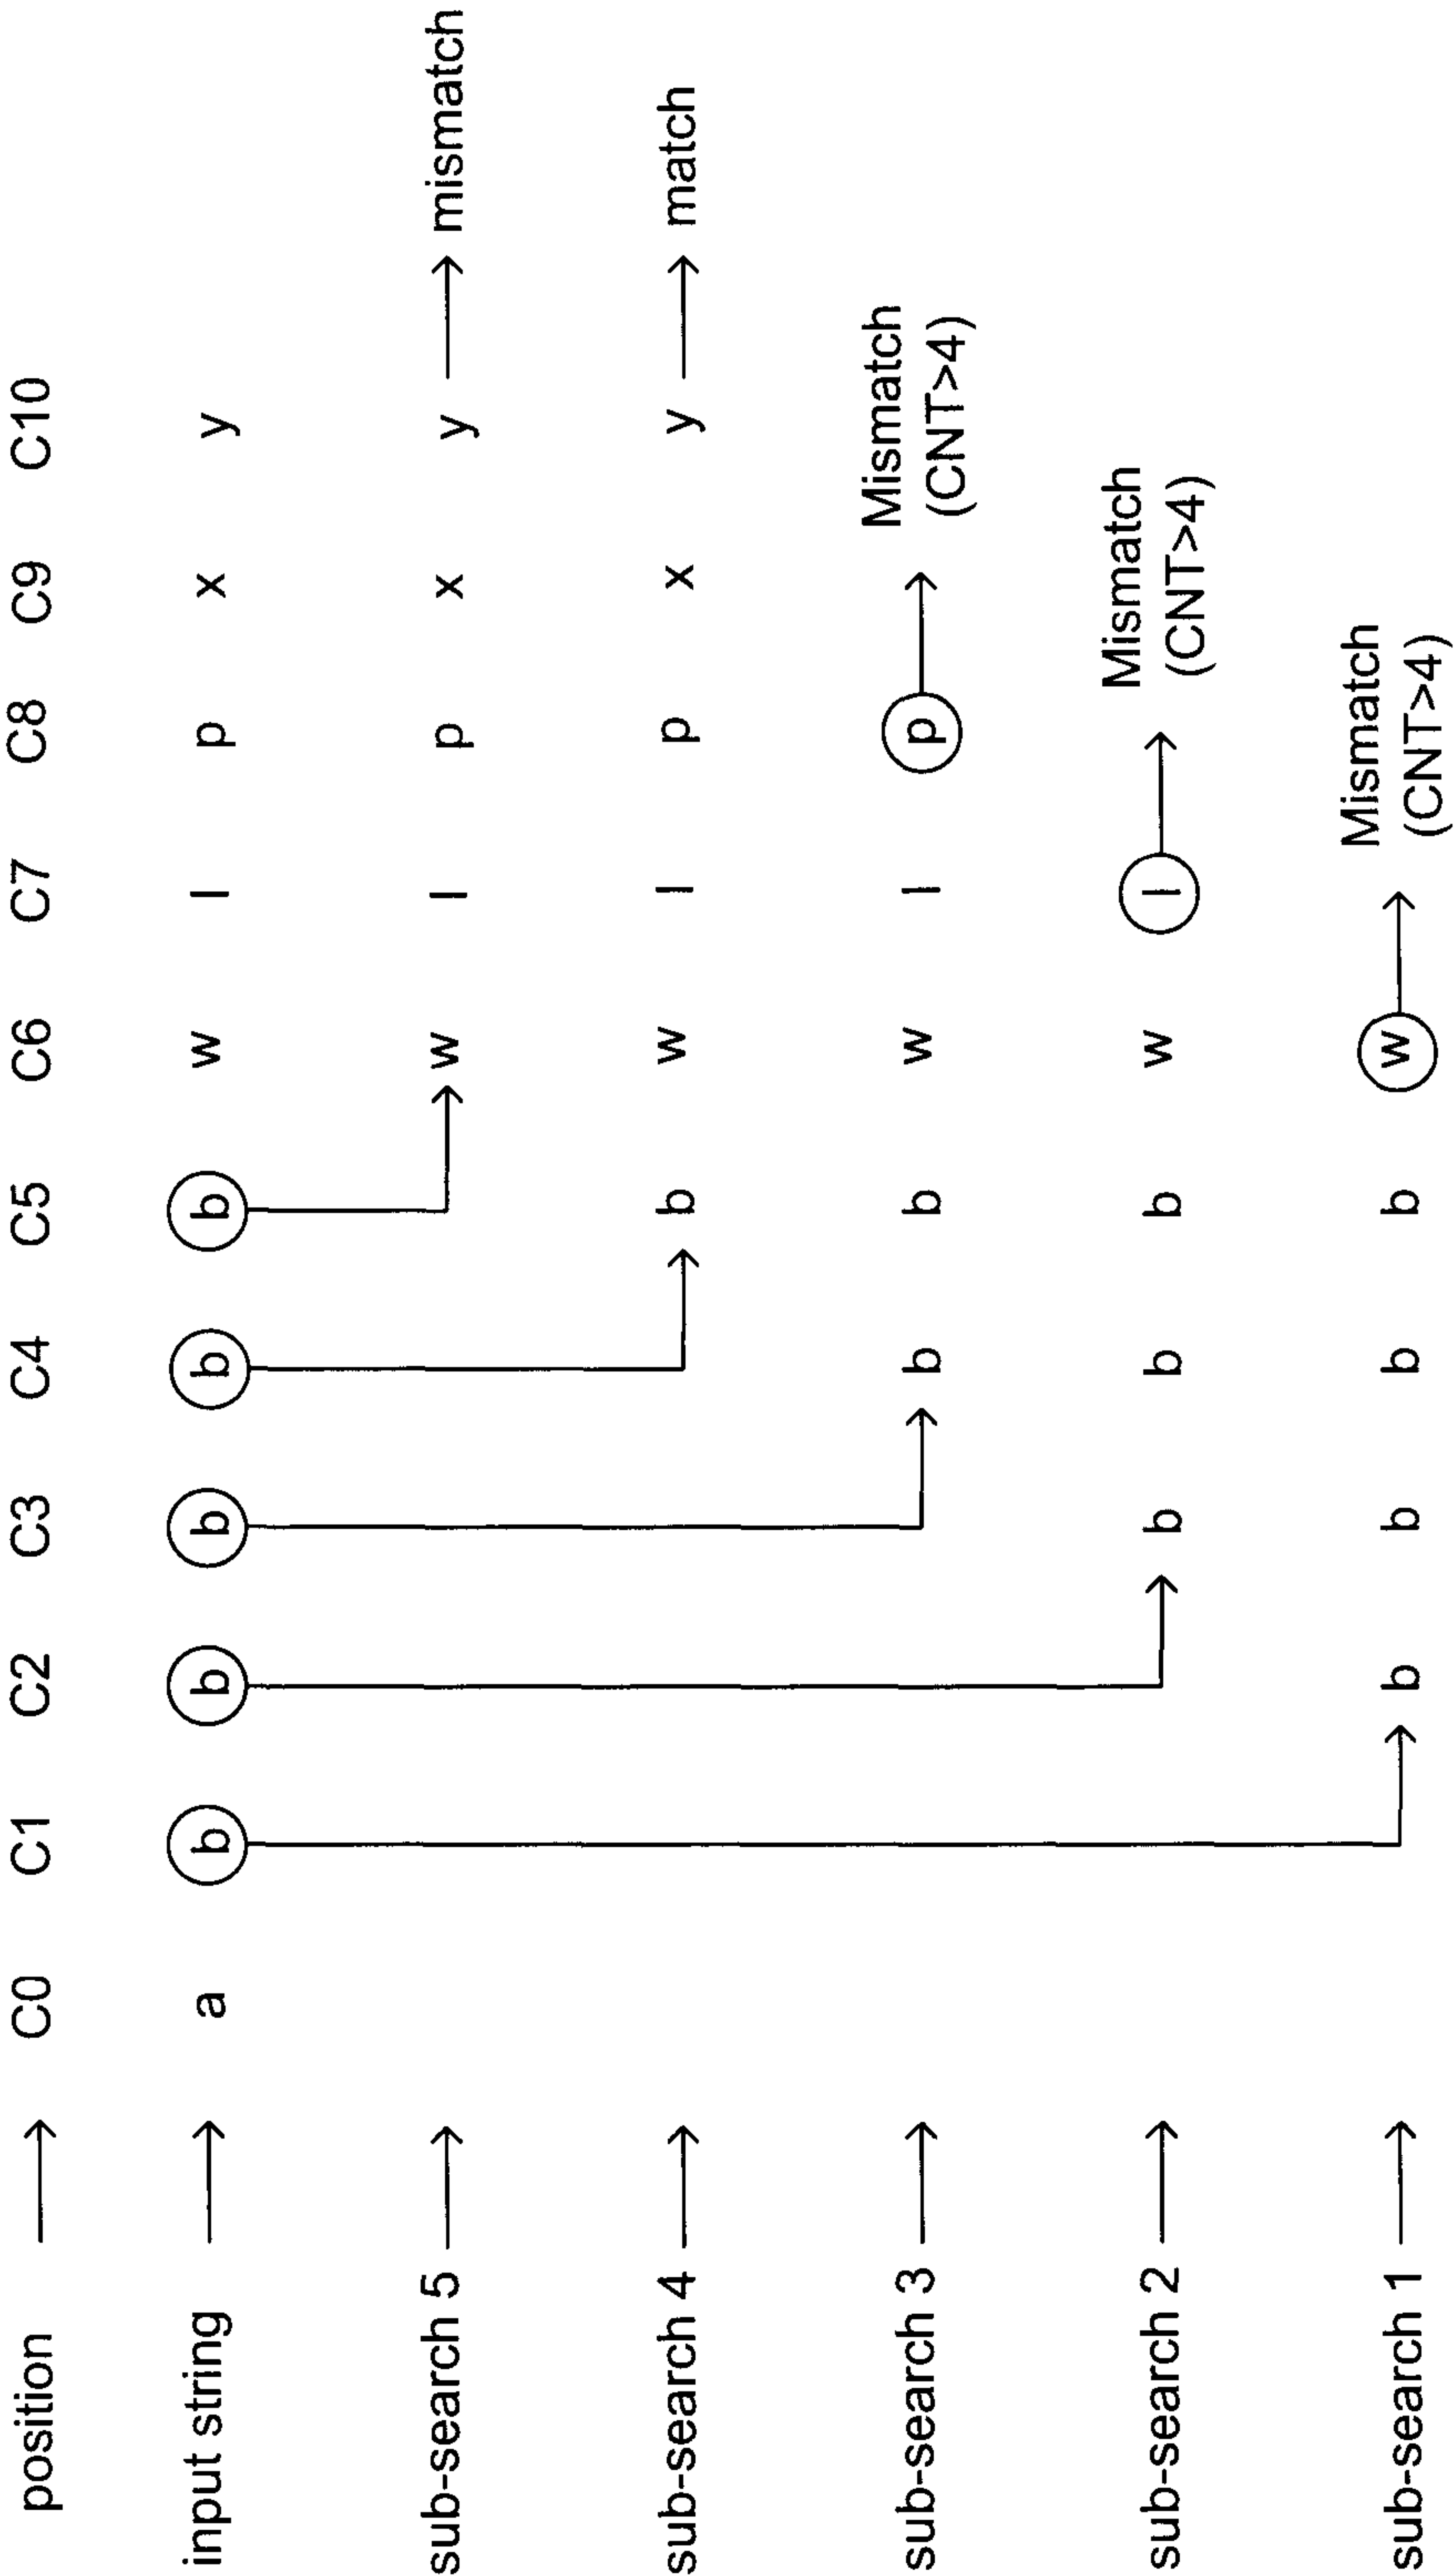 position → C0 C1 C2 C3 C4 C5 C6 C7 C8 C9 C10
input string → a b b b b b w l p x y
sub-search 5 → w l p x y → mismatch
sub-search 4 → b w l p x y → match
sub-search 3 → b b w l p → Mismatch
(CNT>4)
sub-search 2 → b b b w l → Mismatch
(CNT>4)
sub-search 1 → b b b b w → Mismatch
(CNT>4)